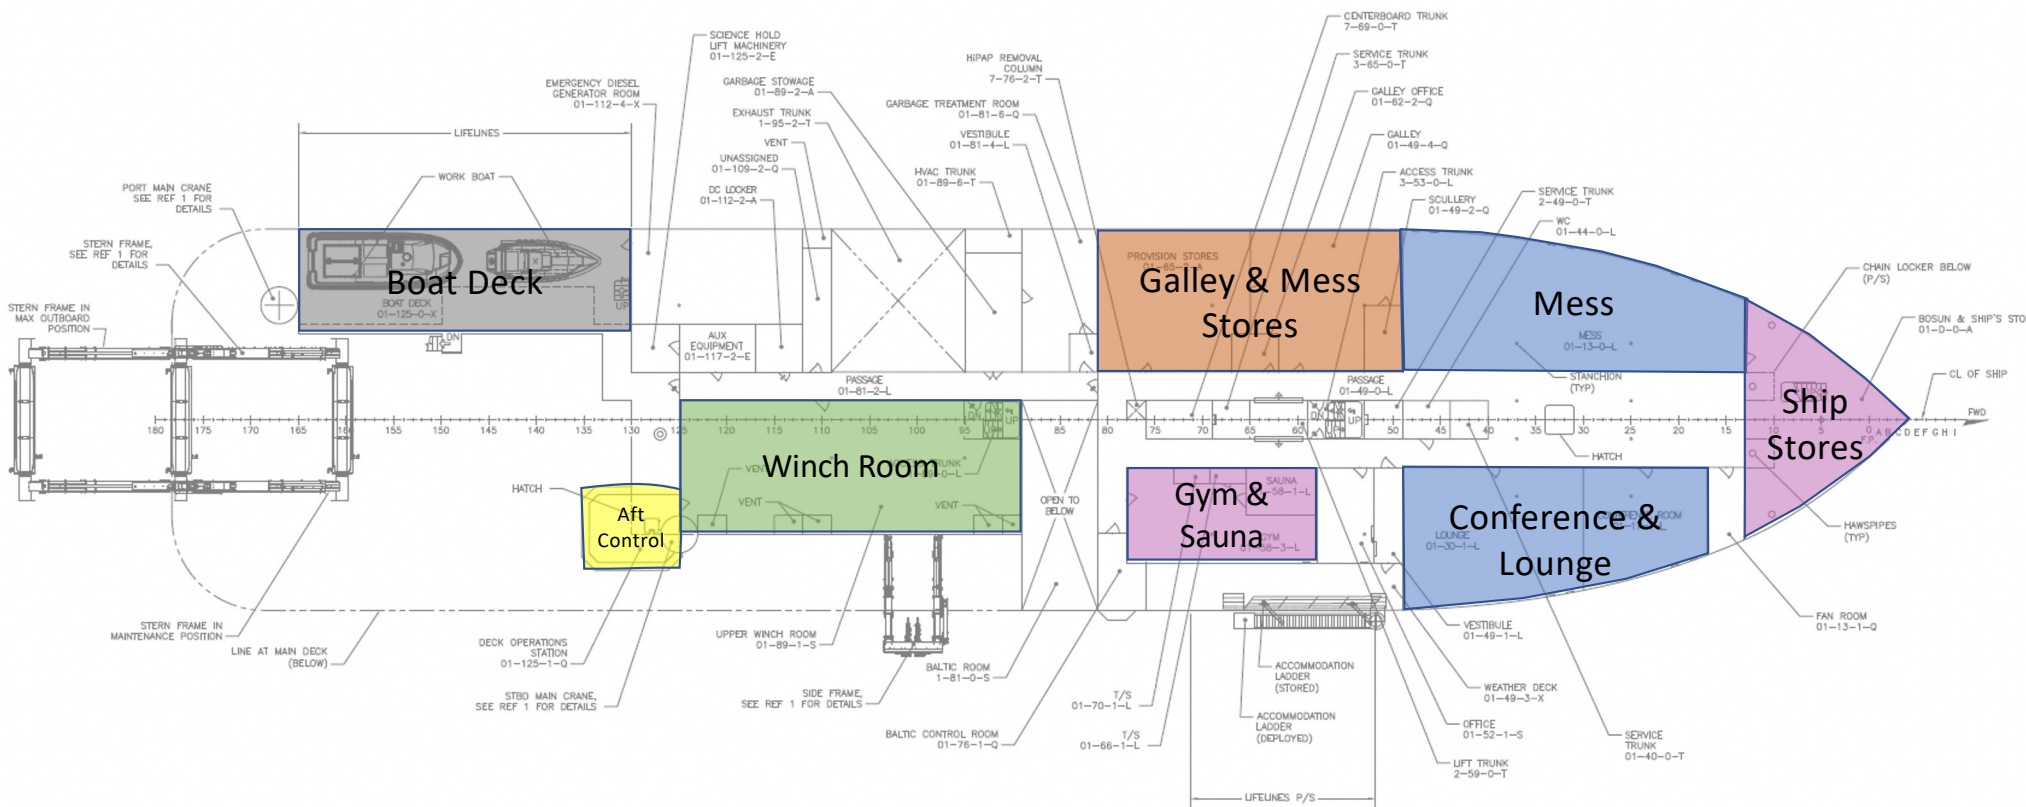 CENTERBOARD TRUNK
7-69-0-T
SCIENCE HOLD
LIFT MACHINERY
01-125-2-E
SERVICE TRUNK
3-65-0-T
HiPAP REMOVAL
COLUMN
7-76-2-T
EMERGENCY DIESEL
GENERATOR ROOM
01-112-4-X
GARBAGE STOWAGE
01-89-2-A
GALLEY OFFICE
01-62-2-Q
GARBAGE TREATMENT ROOM
01-81-6-Q
EXHAUST TRUNK
1-95-2-T
LIFELINES
VESTIBULE
01-81-4-L
GALLEY
01-49-4-Q
VENT
UNASSIGNED
01-109-2-Q
HVAC TRUNK
01-89-6-T
ACCESS TRUNK
3-53-0-L
WORK BOAT
PORT MAIN CRANE
SEE REF 1 FOR
DETAILS
DC LOCKER
01-112-2-A
SCULLERY
01-49-2-Q
SERVICE TRUNK
2-49-0-T
WC
01-44-0-L
STERN FRAME,
SEE REF 1 FOR
DETAILS
PROVISION STORES
CHAIN LOCKER BELOW
(P/S)
Boat Deck
Galley & Mess
Stores
Mess
BOAT DECK
01-125-0-X
UP
STERN FRAME IN
MAX OUTBOARD
POSITION
BOSUN & SHIP'S STO
01-D-0-A
DN
AUX
EQUIPMENT
01-117-2-E
MESS
01-13-0-L
PASSAGE
01-81-2-L
PASSAGE
01-49-0-L
STANCHION
(TYP)
CL OF SHIP
Ship
Stores
DN
UP
DN
UP
FWD
180 175 170 165 160 155 150 145 140 135 130 125 120 115 110 105 100 95 90 85 80 75 70 65 60 55 50 45 40 35 30 25 20 15 10 5 0 A B C D E F G H I
F.P.
HATCH
Winch Room
VENT
TRUNK
HATCH
VENT
VENT
OPEN TO
BELOW
SAUNA
58-1-L
Gym &
Sauna
GYM
58-3-L
Conference &
Lounge
ROOM
LOUNGE
01-30-1-L
HAWSPIPES
(TYP)
Aft
Control
STERN FRAME IN
MAINTENANCE POSITION
LINE AT MAIN DECK
(BELOW)
DECK OPERATIONS
STATION
01-125-1-Q
UPPER WINCH ROOM
01-89-1-S
BALTIC ROOM
1-81-0-S
FAN ROOM
01-13-1-Q
VESTIBULE
01-49-1-L
ACCOMMODATION
LADDER
(STORED)
STBD MAIN CRANE,
SEE REF 1 FOR DETAILS
SIDE FRAME,
SEE REF 1 FOR DETAILS
T/S
01-70-1-L
WEATHER DECK
01-49-3-X
ACCOMMODATION
LADDER
(DEPLOYED)
BALTIC CONTROL ROOM
01-76-1-Q
T/S
01-66-1-L
OFFICE
01-52-1-S
SERVICE
TRUNK
01-40-0-T
LIFT TRUNK
2-59-0-T
LIFELINES P/S